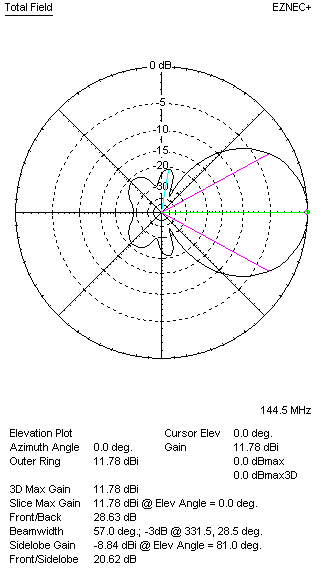 Total Field EZNEC+
0 dB
-5
-10
-15
-20
-30
144.5 MHz
Elevation Plot Cursor Elev 0.0 deg.
Azimuth Angle 0.0 deg. Gain 11.78 dBi
Outer Ring 11.78 dBi 0.0 dBmax
0.0 dBmax3D
3D Max Gain 11.78 dBi
Slice Max Gain 11.78 dBi @ Elev Angle = 0.0 deg.
Front/Back 28.63 dB
Beamwidth 57.0 deg.; -3dB @ 331.5, 28.5 deg.
Sidelobe Gain -8.84 dBi @ Elev Angle = 81.0 deg.
Front/Sidelobe 20.62 dB